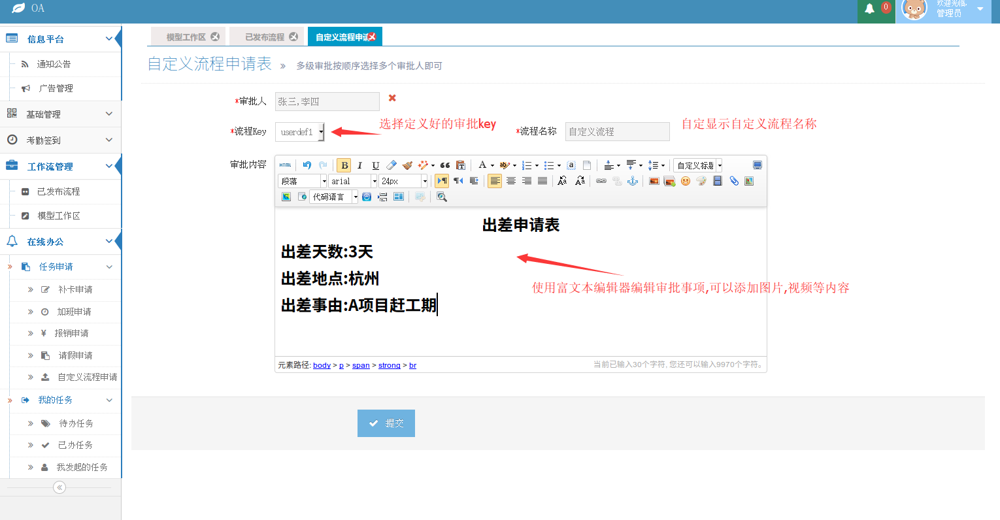 OA
0
欢迎光临,
管理员
信息平台
通知公告
广告管理
基础管理
考勤签到
工作流管理
已发布流程
模型工作区
在线办公
任务申请
补卡申请
加班申请
¥ 报销申请
请假申请
自定义流程申请
我的任务
待办任务
已办任务
我发起的任务
模型工作区
已发布流程
自定义流程申请
自定义流程申请表 » 多级审批按顺序选择多个审批人即可
*审批人 张三,李四
*流程Key userdef1 选择定义好的审批key *流程名称 自定义流程 自定显示自定义流程名称
审批内容
HTML B I U A 自定义标题
段落 arial 24px
代码语言
出差申请表
出差天数:3天
出差地点:杭州
使用富文本编辑器编辑审批事项,可以添加图片,视频等内容
出差事由:A项目赶工期
元素路径: body > p > span > strong > br
当前已输入30个字符, 您还可以输入9970个字符。
提交